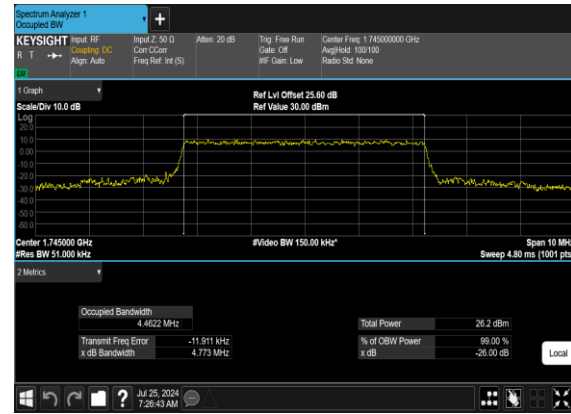 Spectrum Analyzer 1
Occupied BW
+
KEYSIGHT Input: RF Input Z: 50 Ω Atten: 20 dB Trig: Free Run Center Freq: 1.745000000 GHz
R T Coupling: DC Corr CCorr Gate: Off Avg|Hold: 100/100
Align: Auto Freq Ref: Int (S) #IF Gain: Low Radio Std: None
LXI
1 Graph
Ref Lvl Offset 25.60 dB
Scale/Div 10.0 dB Ref Value 30.00 dBm
Log
20.0
10.0
0.00
-10.0
-20.0
-30.0
-40.0
-50.0
-60.0
Center 1.745000 GHz #Video BW 150.00 kHz* Span 10 MHz
#Res BW 51.000 kHz Sweep 4.80 ms (1001 pts
2 Metrics
Occupied Bandwidth
4.4622 MHz Total Power 26.2 dBm
Transmit Freq Error -11.911 kHz % of OBW Power 99.00 %
x dB Bandwidth 4.773 MHz x dB -26.00 dB
Local
? Jul 25, 2024
7:26:43 AM